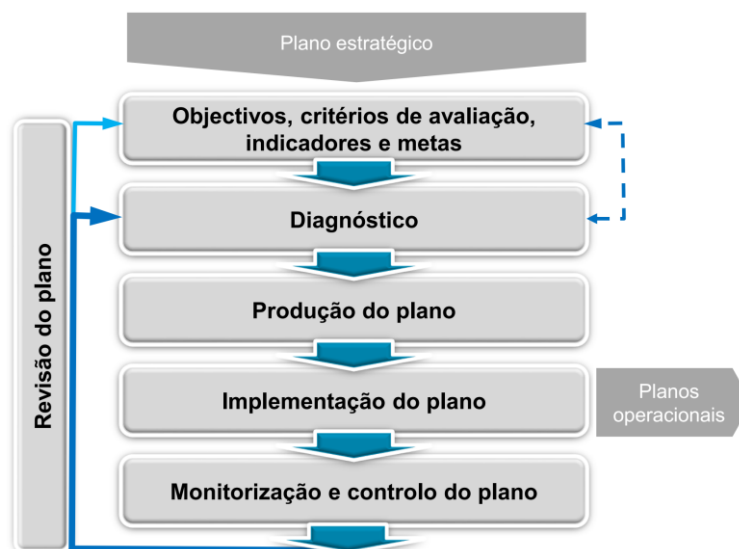 Plano estratégico
Objectivos, critérios de avaliação,
indicadores e metas
Diagnóstico
Produção do plano
Implementação do plano
Monitorização e controlo do plano
Revisão do plano
Planos
operacionais